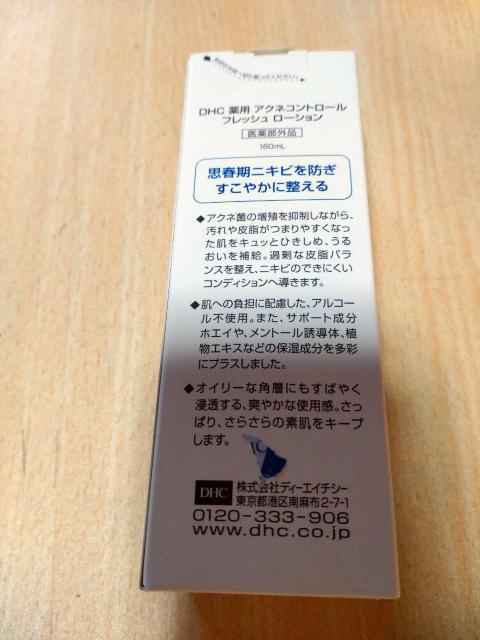 DHC 薬用 アクネコントロール
フレッシュ ローション
医薬部外品
160mL
思春期ニキビを防ぎ
すこやかに整える
◆アクネ菌の増殖を抑制しながら、
汚れや皮脂がつまりやすくなっ
た肌をキュッとひきしめ、うる
おいを補給。過剰な皮脂バラ
ンスを整え、ニキビのできにくい
コンディションへ導きます。
◆肌への負担に配慮した、アルコー
ル不使用。また、サポート成分
ホエイや、メントール誘導体、植
物エキスなどの保湿成分を多彩
にプラスしました。
◆オイリーな角層にもすばやく
浸透する、爽やかな使用感。さっ
ぱり、さらさらの素肌をキープ
します。
DHC 株式会社ディーエイチシー
東京都港区南麻布2-7-1
0120-333-906
www.dhc.co.jp